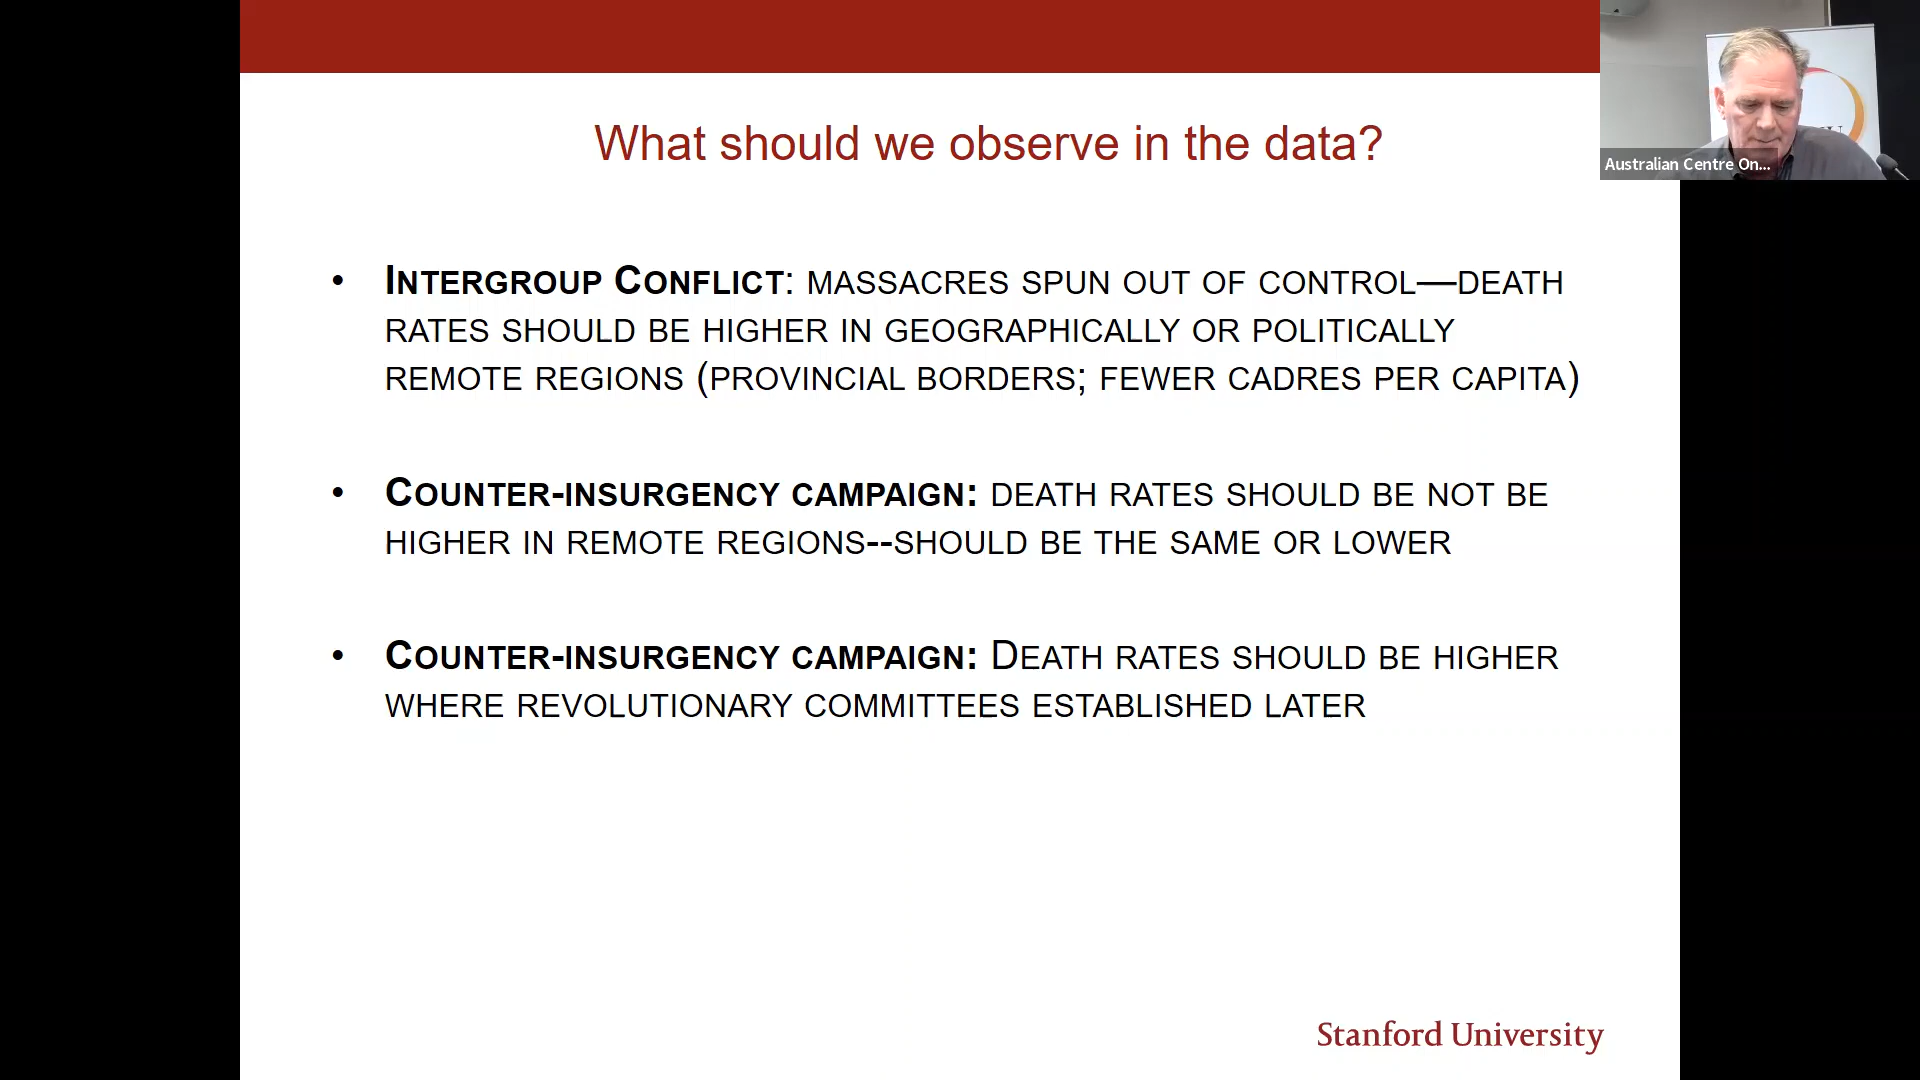 What should we observe in the data?
• INTERGROUP CONFLICT: MASSACRES SPUN OUT OF CONTROL—DEATH
RATES SHOULD BE HIGHER IN GEOGRAPHICALLY OR POLITICALLY
REMOTE REGIONS (PROVINCIAL BORDERS; FEWER CADRES PER CAPITA)
• COUNTER-INSURGENCY CAMPAIGN: DEATH RATES SHOULD BE NOT BE
HIGHER IN REMOTE REGIONS--SHOULD BE THE SAME OR LOWER
• COUNTER-INSURGENCY CAMPAIGN: DEATH RATES SHOULD BE HIGHER
WHERE REVOLUTIONARY COMMITTEES ESTABLISHED LATER
Stanford University
Australian Centre On...